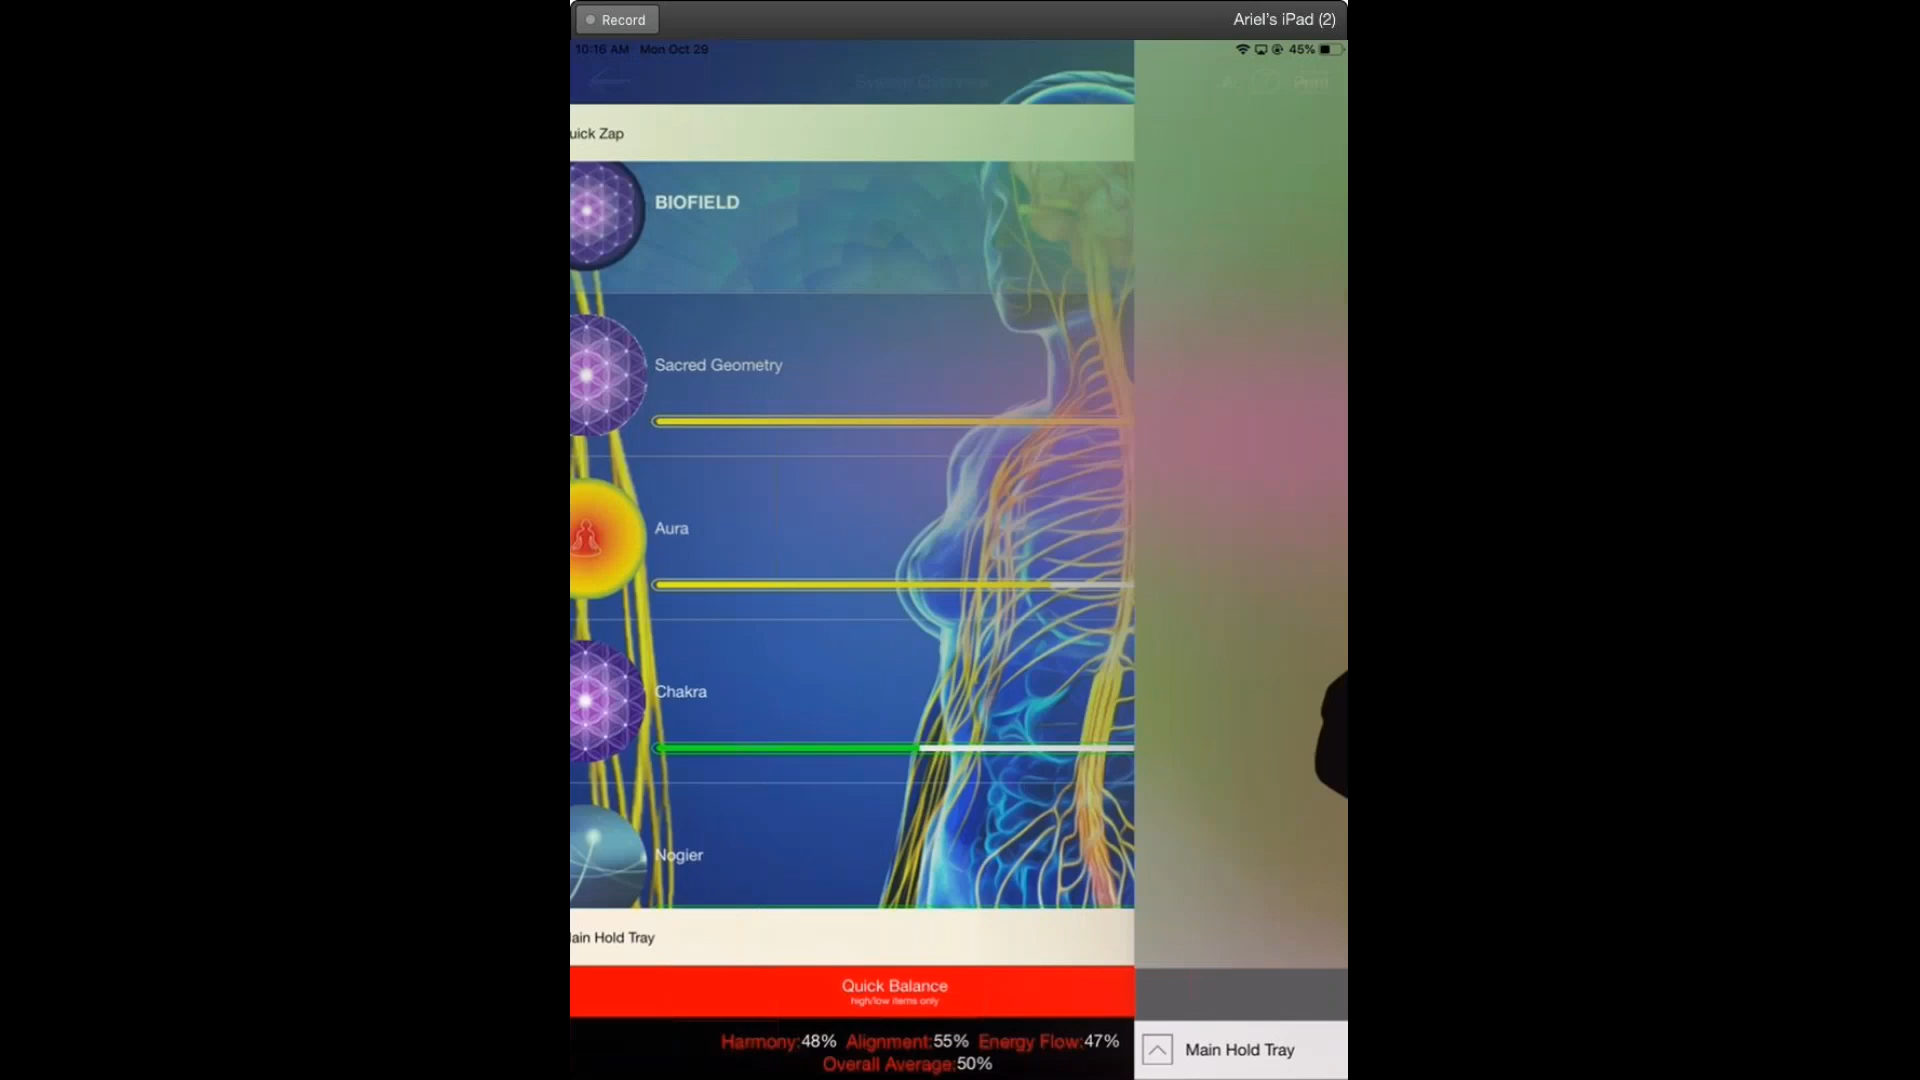 Record
Ariel's iPad (2)
10:16 AM Mon Oct 29
45%
Print
uick Zap
BIOFIELD
Sacred Geometry
Aura
Chakra
Nogier
ain Hold Tray
Quick Balance
high/low items only
Harmony:48% Alignment:55% Energy Flow:47%
Overall Average:50%
Main Hold Tray